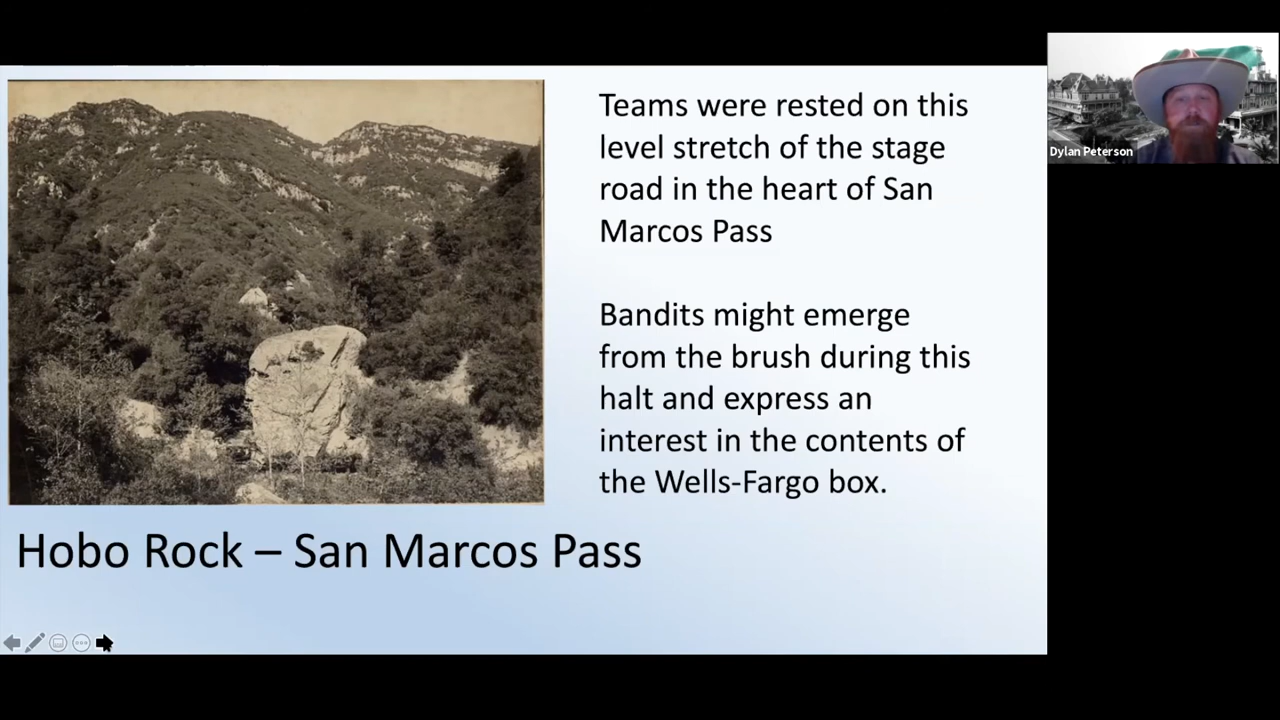 Teams were rested on this
level stretch of the stage
road in the heart of San
Marcos Pass
Bandits might emerge
from the brush during this
halt and express an
interest in the contents of
the Wells-Fargo box.
Hobo Rock – San Marcos Pass
Dylan Peterson